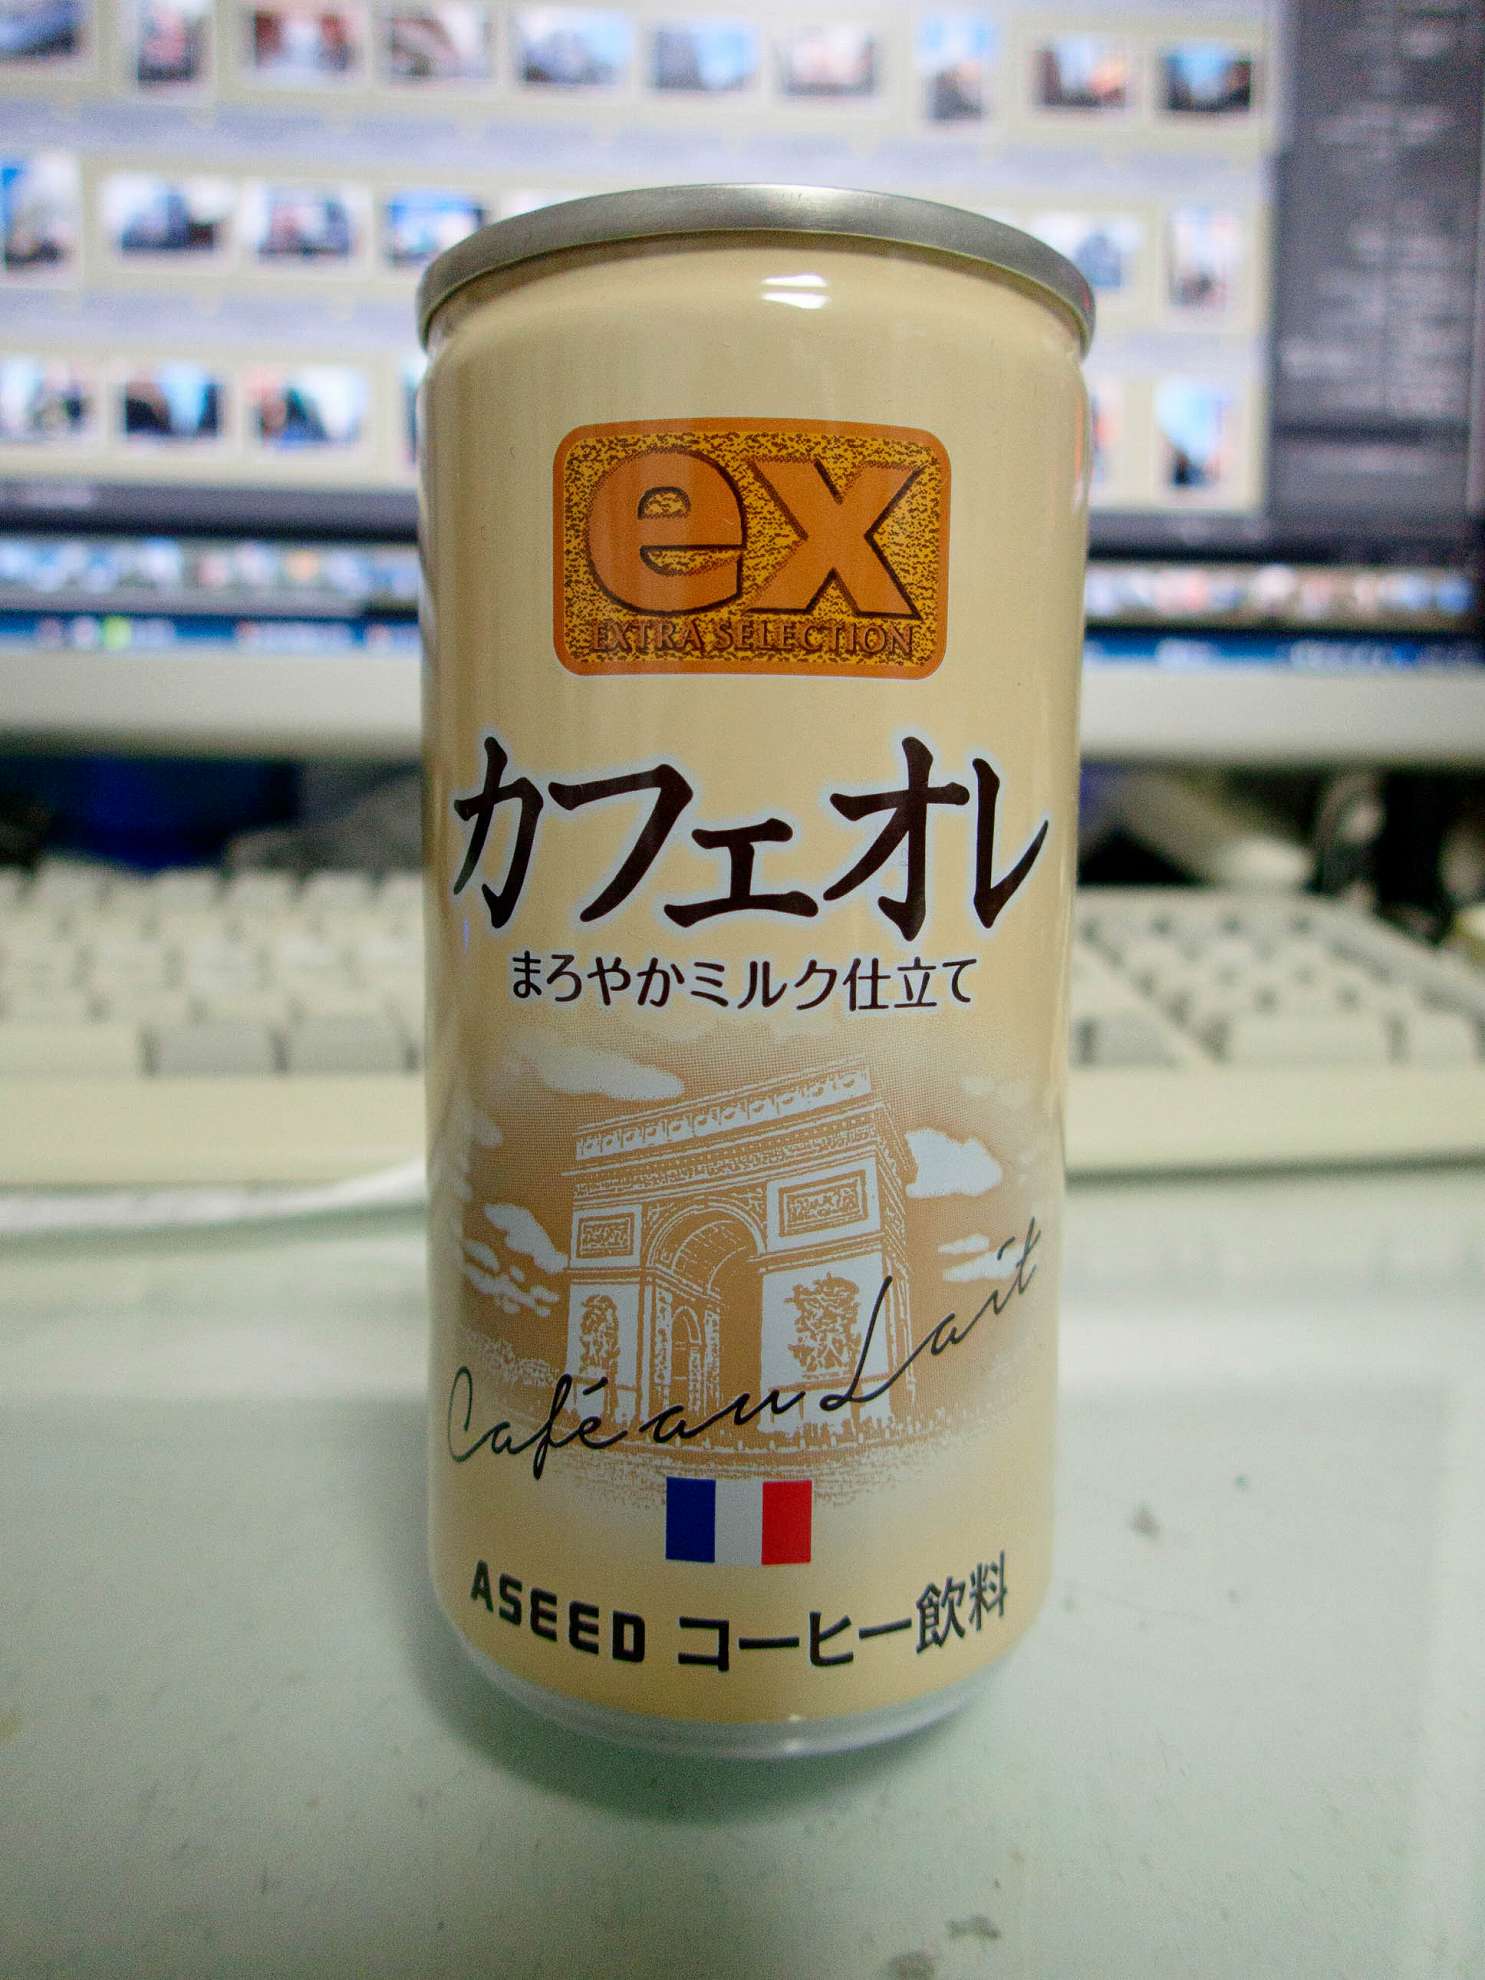 ex
EXTRA SELECTION
カフェオレ
まろやかミルク仕立て
Café au Lait
ASEED コーヒー飲料